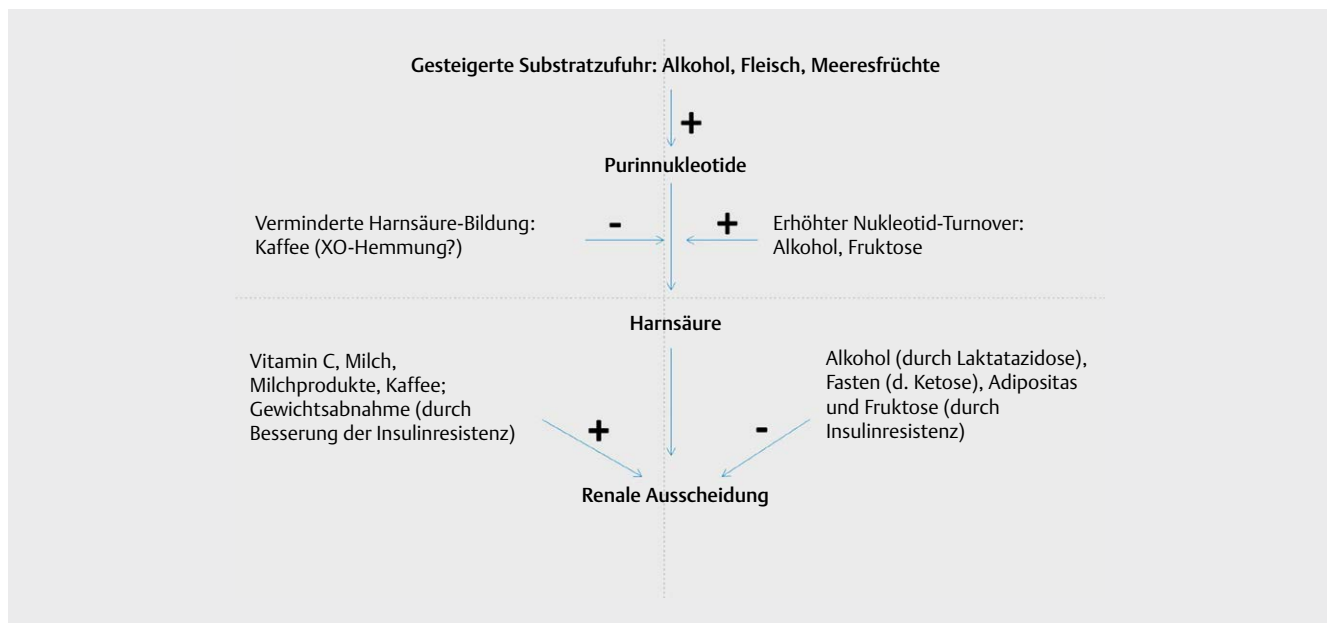 Gesteigerte Substratzufuhr: Alkohol, Fleisch, Meeresfrüchte
+
Purinnukleotide
Verminderte Harnsäure-Bildung:
Kaffee (XO-Hemmung?)
-
+
Erhöhter Nukleotid-Turnover:
Alkohol, Fruktose
Harnsäure
Vitamin C, Milch,
Milchprodukte, Kaffee;
Gewichtsabnahme (durch
Besserung der Insulinresistenz)
+
-
Alkohol (durch Laktatazidose),
Fasten (d. Ketose), Adipositas
und Fruktose (durch
Insulinresistenz)
Renale Ausscheidung